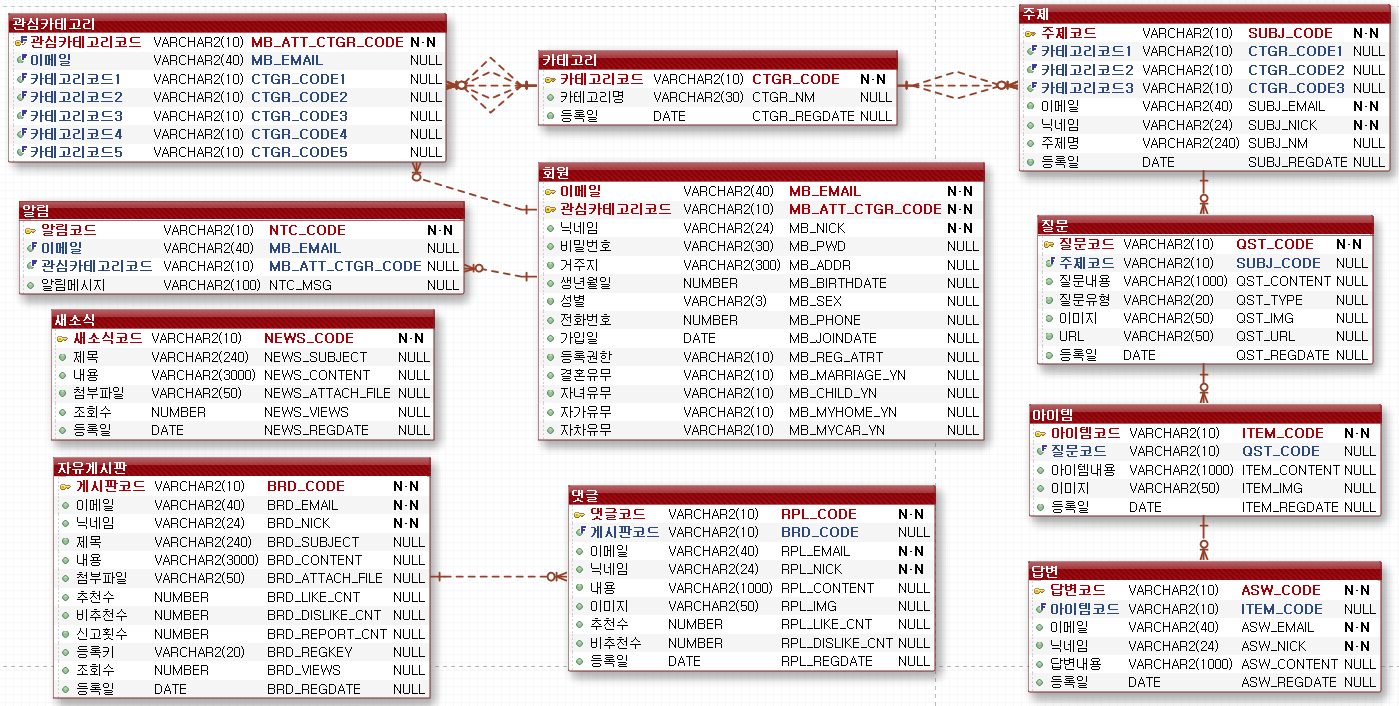 관심카테고리
관심카테고리코드 VARCHAR2(10) MB_ATT_CTGR_CODE N-N
이메일 VARCHAR2(40) MB_EMAIL NULL
카테고리코드1 VARCHAR2(10) CTGR_CODE1 NULL
카테고리코드2 VARCHAR2(10) CTGR_CODE2 NULL
카테고리코드3 VARCHAR2(10) CTGR_CODE3 NULL
카테고리코드4 VARCHAR2(10) CTGR_CODE4 NULL
카테고리코드5 VARCHAR2(10) CTGR_CODE5 NULL
카테고리
카테고리코드 VARCHAR2(10) CTGR_CODE N-N
카테고리명 VARCHAR2(30) CTGR_NM NULL
등록일 DATE CTGR_REGDATE NULL
주제
주제코드 VARCHAR2(10) SUBJ_CODE N-N
카테고리코드1 VARCHAR2(10) CTGR_CODE1 NULL
카테고리코드2 VARCHAR2(10) CTGR_CODE2 NULL
카테고리코드3 VARCHAR2(10) CTGR_CODE3 NULL
이메일 VARCHAR2(40) SUBJ_EMAIL N-N
닉네임 VARCHAR2(24) SUBJ_NICK N-N
주제명 VARCHAR2(240) SUBJ_NM NULL
등록일 DATE SUBJ_REGDATE NULL
회원
이메일 VARCHAR2(40) MB_EMAIL N-N
관심카테고리코드 VARCHAR2(10) MB_ATT_CTGR_CODE N-N
닉네임 VARCHAR2(24) MB_NICK N-N
비밀번호 VARCHAR2(30) MB_PWD NULL
거주지 VARCHAR2(300) MB_ADDR NULL
생년월일 NUMBER MB_BIRTHDATE NULL
성별 VARCHAR2(3) MB_SEX NULL
전화번호 NUMBER MB_PHONE NULL
가입일 DATE MB_JOINDATE NULL
등록권한 VARCHAR2(10) MB_REG_ATRT NULL
결혼유무 VARCHAR2(10) MB_MARRIAGE_YN NULL
자녀유무 VARCHAR2(10) MB_CHILD_YN NULL
자가유무 VARCHAR2(10) MB_MYHOME_YN NULL
자차유무 VARCHAR2(10) MB_MYCAR_YN NULL
알림
알림코드 VARCHAR2(10) NTC_CODE N-N
이메일 VARCHAR2(40) MB_EMAIL NULL
관심카테고리코드 VARCHAR2(10) MB_ATT_CTGR_CODE NULL
알림메시지 VARCHAR2(100) NTC_MSG NULL
질문
질문코드 VARCHAR2(10) QST_CODE N-N
주제코드 VARCHAR2(10) SUBJ_CODE NULL
질문내용 VARCHAR2(1000) QST_CONTENT NULL
질문유형 VARCHAR2(20) QST_TYPE NULL
이미지 VARCHAR2(50) QST_IMG NULL
URL VARCHAR2(50) QST_URL NULL
등록일 DATE QST_REGDATE NULL
새소식
새소식코드 VARCHAR2(10) NEWS_CODE N-N
제목 VARCHAR2(240) NEWS_SUBJECT NULL
내용 VARCHAR2(3000) NEWS_CONTENT NULL
첨부파일 VARCHAR2(50) NEWS_ATTACH_FILE NULL
조회수 NUMBER NEWS_VIEWS NULL
등록일 DATE NEWS_REGDATE NULL
아이템
아이템코드 VARCHAR2(10) ITEM_CODE N-N
질문코드 VARCHAR2(10) QST_CODE NULL
아이템내용 VARCHAR2(1000) ITEM_CONTENT NULL
이미지 VARCHAR2(50) ITEM_IMG NULL
등록일 DATE ITEM_REGDATE NULL
자유게시판
게시판코드 VARCHAR2(10) BRD_CODE N-N
이메일 VARCHAR2(40) BRD_EMAIL N-N
닉네임 VARCHAR2(24) BRD_NICK N-N
제목 VARCHAR2(240) BRD_SUBJECT NULL
내용 VARCHAR2(3000) BRD_CONTENT NULL
첨부파일 VARCHAR2(50) BRD_ATTACH_FILE NULL
추천수 NUMBER BRD_LIKE_CNT NULL
비추천수 NUMBER BRD_DISLIKE_CNT NULL
신고횟수 NUMBER BRD_REPORT_CNT NULL
등록키 VARCHAR2(20) BRD_REGKEY NULL
조회수 NUMBER BRD_VIEWS NULL
등록일 DATE BRD_REGDATE NULL
댓글
댓글코드 VARCHAR2(10) RPL_CODE N-N
게시판코드 VARCHAR2(10) BRD_CODE NULL
이메일 VARCHAR2(40) RPL_EMAIL N-N
닉네임 VARCHAR2(24) RPL_NICK N-N
내용 VARCHAR2(1000) RPL_CONTENT NULL
이미지 VARCHAR2(50) RPL_IMG NULL
추천수 NUMBER RPL_LIKE_CNT NULL
비추천수 NUMBER RPL_DISLIKE_CNT NULL
등록일 DATE RPL_REGDATE NULL
답변
답변코드 VARCHAR2(10) ASW_CODE N-N
아이템코드 VARCHAR2(10) ITEM_CODE NULL
이메일 VARCHAR2(40) ASW_EMAIL N-N
닉네임 VARCHAR2(24) ASW_NICK N-N
답변내용 VARCHAR2(1000) ASW_CONTENT NULL
등록일 DATE ASW_REGDATE NULL